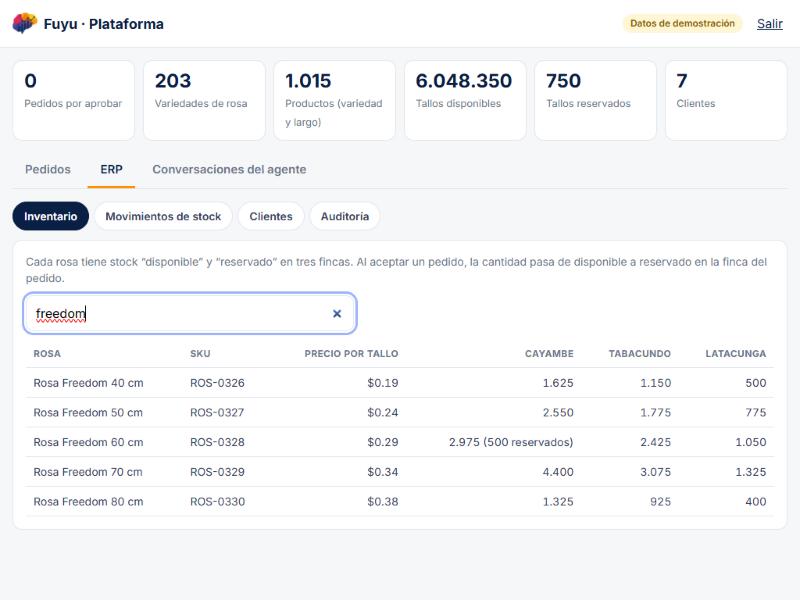 Fuyu · Plataforma
Datos de demostración
Salir
0
Pedidos por aprobar
203
Variedades de rosa
1.015
Productos (variedad
y largo)
6.048.350
Tallos disponibles
750
Tallos reservados
7
Clientes
Pedidos
ERP
Conversaciones del agente
Inventario
Movimientos de stock
Clientes
Auditoría
Cada rosa tiene stock “disponible” y “reservado” en tres fincas. Al aceptar un pedido, la cantidad pasa de disponible a reservado en la finca del
pedido.
freedom
ROSA SKU PRECIO POR TALLO CAYAMBE TABACUNDO LATACUNGA
Rosa Freedom 40 cm ROS-0326 $0.19 1.625 1.150 500
Rosa Freedom 50 cm ROS-0327 $0.24 2.550 1.775 775
Rosa Freedom 60 cm ROS-0328 $0.29 2.975 (500 reservados) 2.425 1.050
Rosa Freedom 70 cm ROS-0329 $0.34 4.400 3.075 1.325
Rosa Freedom 80 cm ROS-0330 $0.38 1.325 925 400